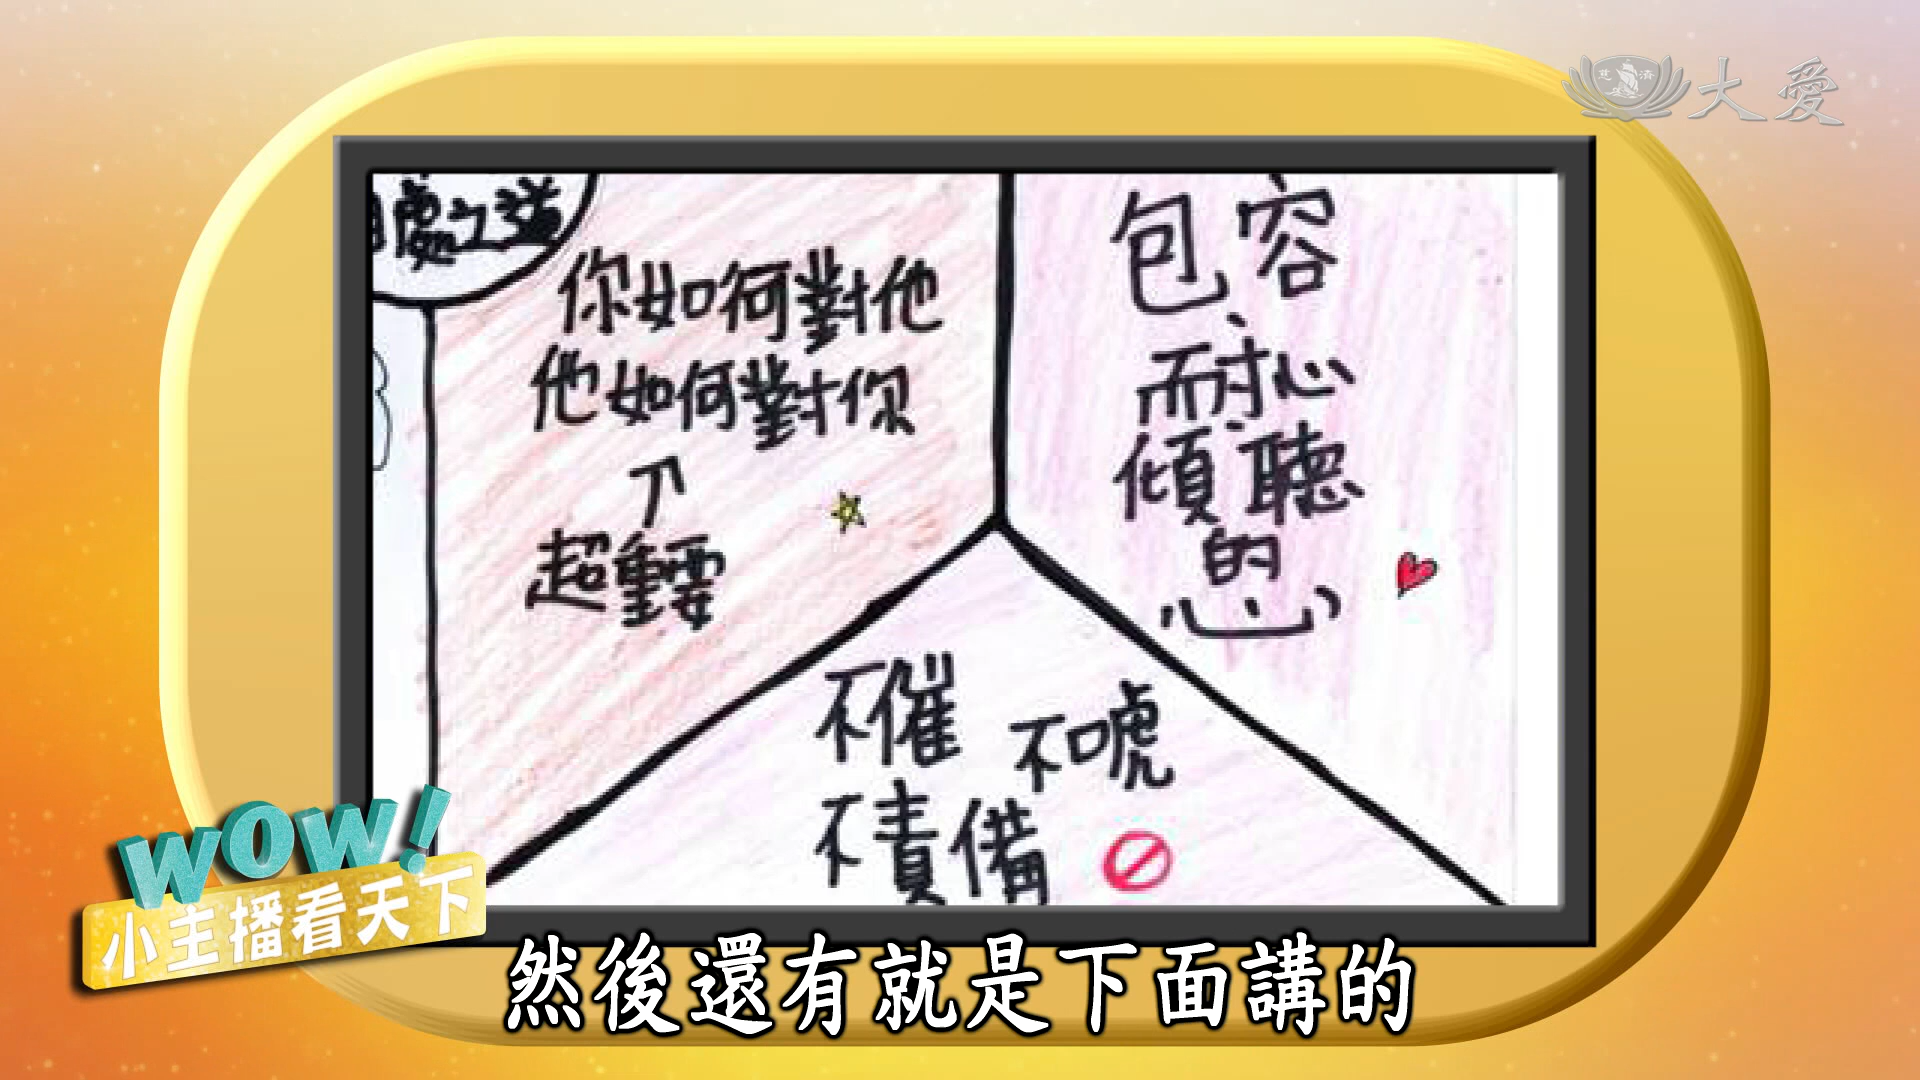 大愛
慈濟
處之道
你如何對他
他如何對你
超重要
包容
耐心
傾聽
的
心
不催
不唬
不責備
WOW!
小主播看天下
然後還有就是下面講的